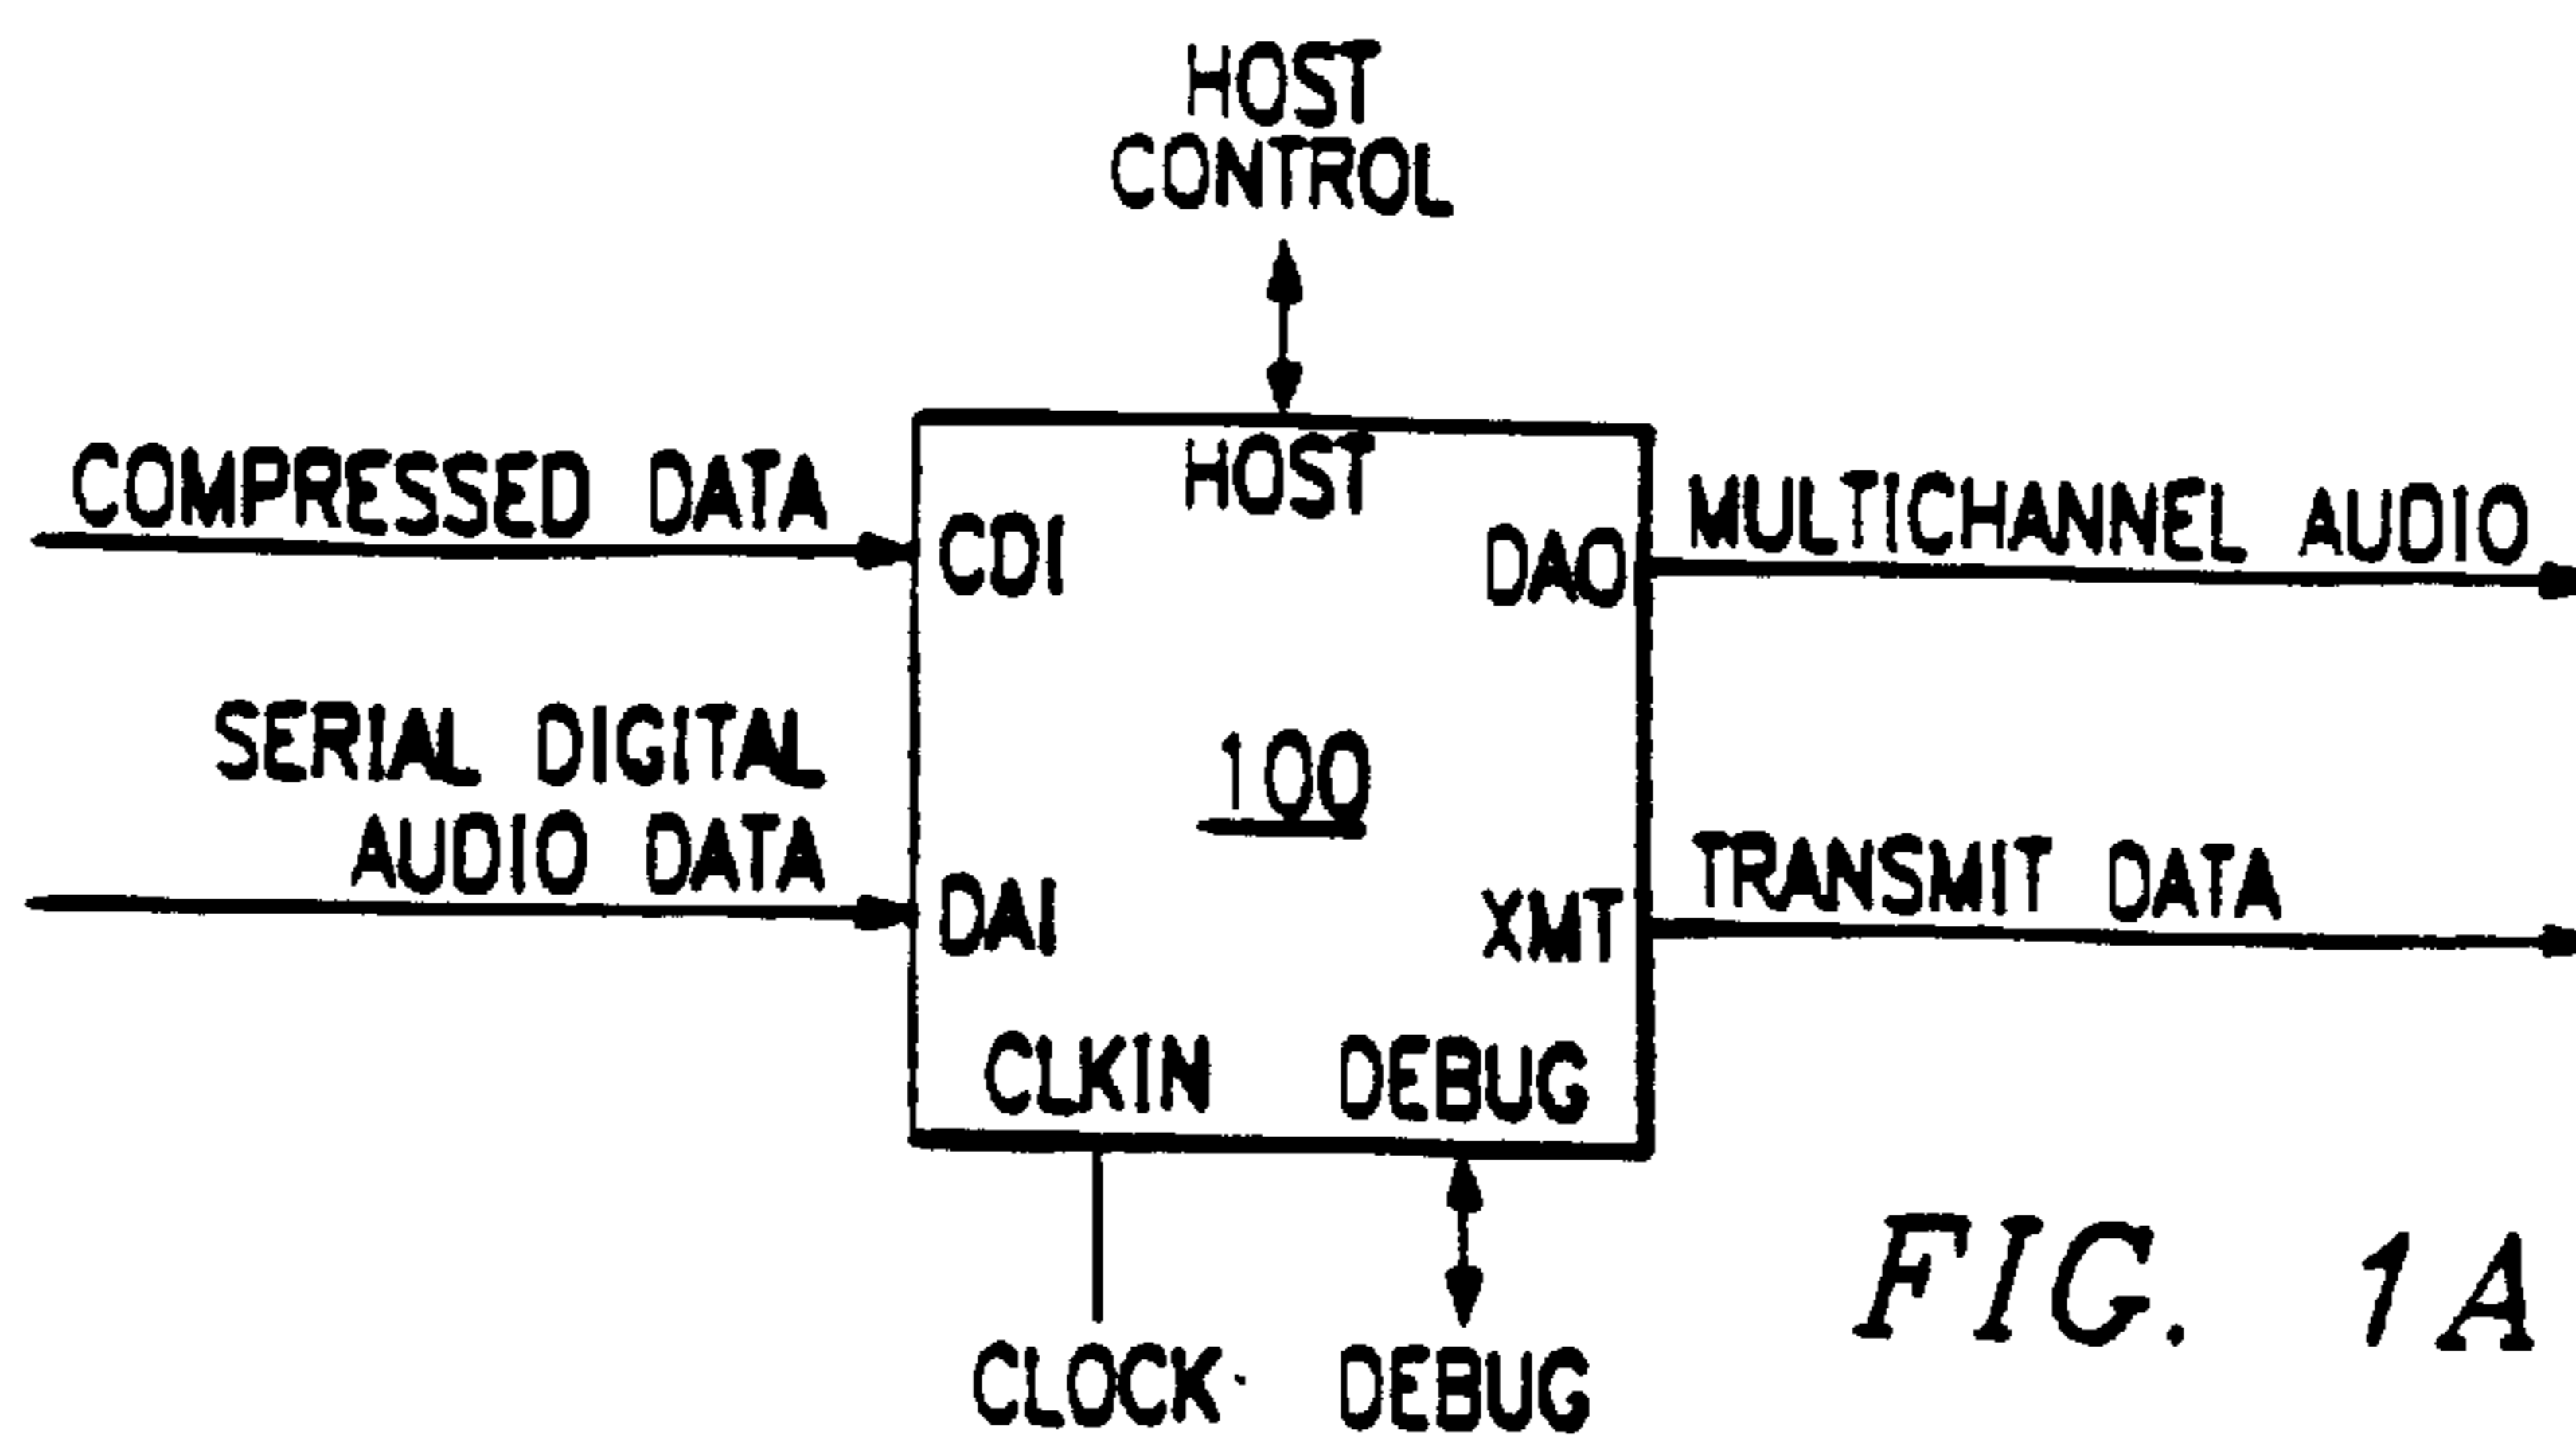 HOST
CONTROL
COMPRESSED DATA
HOST
CDI
DAO
MULTICHANNEL AUDIO
SERIAL DIGITAL
AUDIO DATA
100
DAI
XMT
TRANSMIT DATA
CLKIN
DEBUG
CLOCK
DEBUG
FIG. 1A